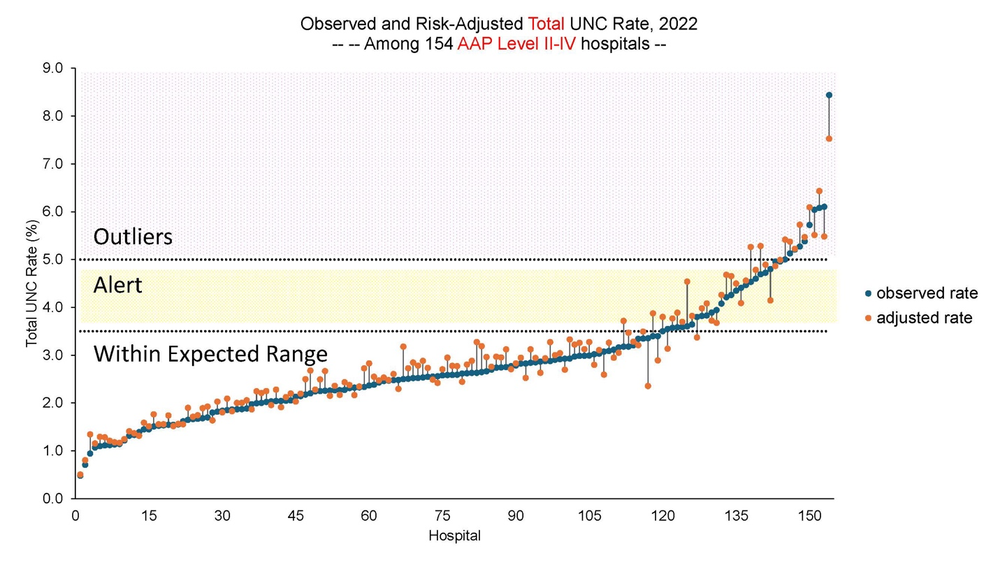 Observed and Risk-Adjusted Total UNC Rate, 2022
-- -- Among 154 AAP Level II-IV hospitals --
9.0
8.0
7.0
6.0
5.0
4.0
3.0
2.0
1.0
0.0
Total UNC Rate (%)
Outliers
Alert
Within Expected Range
observed rate
adjusted rate
0 15 30 45 60 75 90 105 120 135 150
Hospital